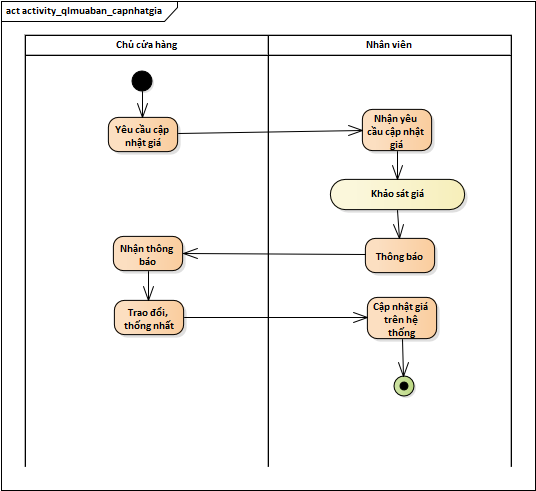 act activity_qlmuaban_capnhatgia
Chủ cửa hàng
Nhân viên
Yêu cầu cập
nhật giá
Nhận yêu
cầu cập nhật
giá
Khảo sát giá
Nhận thông
báo
Thông báo
Trao đổi,
thống nhất
Cập nhật giá
trên hệ
thống